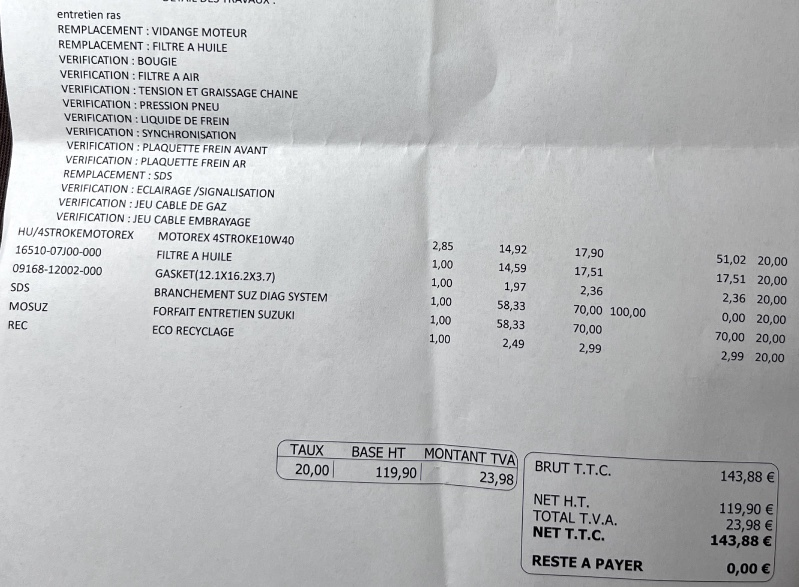 DETAIL DES TRAVAUX :
entretien ras
REMPLACEMENT : VIDANGE MOTEUR
REMPLACEMENT : FILTRE A HUILE
VERIFICATION : BOUGIE
VERIFICATION : FILTRE A AIR
VERIFICATION : TENSION ET GRAISSAGE CHAINE
VERIFICATION : PRESSION PNEU
VERIFICATION : LIQUIDE DE FREIN
VERIFICATION : SYNCHRONISATION
VERIFICATION : PLAQUETTE FREIN AVANT
VERIFICATION : PLAQUETTE FREIN AR
REMPLACEMENT : SDS
VERIFICATION : ECLAIRAGE /SIGNALISATION
VERIFICATION : JEU CABLE DE GAZ
VERIFICATION : JEU CABLE EMBRAYAGE
HU/4STROKEMOTOREX MOTOREX 4STROKE10W40 2,85 14,92 17,90 51,02 20,00
16510-07J00-000 FILTRE A HUILE 1,00 14,59 17,51 17,51 20,00
09168-12002-000 GASKET(12.1X16.2X3.7) 1,00 1,97 2,36 2,36 20,00
SDS BRANCHEMENT SUZ DIAG SYSTEM 1,00 58,33 70,00 100,00 0,00 20,00
MOSUZ FORFAIT ENTRETIEN SUZUKI 1,00 58,33 70,00 70,00 20,00
REC ECO RECYCLAGE 1,00 2,49 2,99 2,99 20,00
TAUX BASE HT MONTANT TVA
20,00 119,90 23,98
BRUT T.T.C. 143,88 €
NET H.T. 119,90 €
TOTAL T.V.A. 23,98 €
NET T.T.C. 143,88 €
RESTE A PAYER 0,00 €